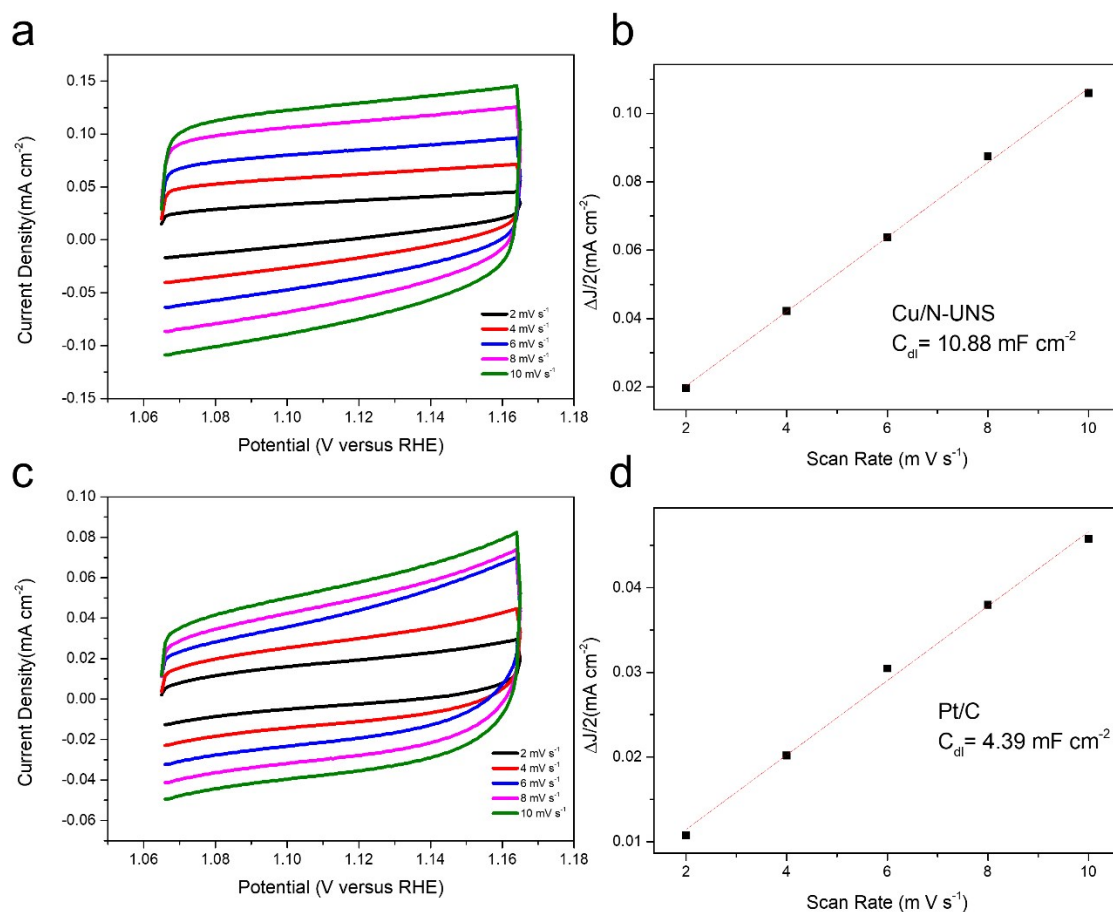 a
0.15
0.10
0.05
0.00
-0.05
-0.10
-0.15
Current Density(mA cm⁻²)
2 mV s⁻¹
4 mV s⁻¹
6 mV s⁻¹
8 mV s⁻¹
10 mV s⁻¹
1.06 1.08 1.10 1.12 1.14 1.16 1.18
Potential (V versus RHE)
b
0.10
0.08
0.06
0.04
0.02
ΔJ/2(mA cm⁻²)
Cu/N-UNS
C_dl= 10.88 mF cm⁻²
2 4 6 8 10
Scan Rate (m V s⁻¹)
c
0.10
0.08
0.06
0.04
0.02
0.00
-0.02
-0.04
-0.06
Current Density(mA cm⁻²)
2 mV s⁻¹
4 mV s⁻¹
6 mV s⁻¹
8 mV s⁻¹
10 mV s⁻¹
1.06 1.08 1.10 1.12 1.14 1.16 1.18
Potential (V versus RHE)
d
0.04
0.03
0.02
0.01
ΔJ/2(mA cm⁻²)
Pt/C
C_dl= 4.39 mF cm⁻²
2 4 6 8 10
Scan Rate (m V s⁻¹)